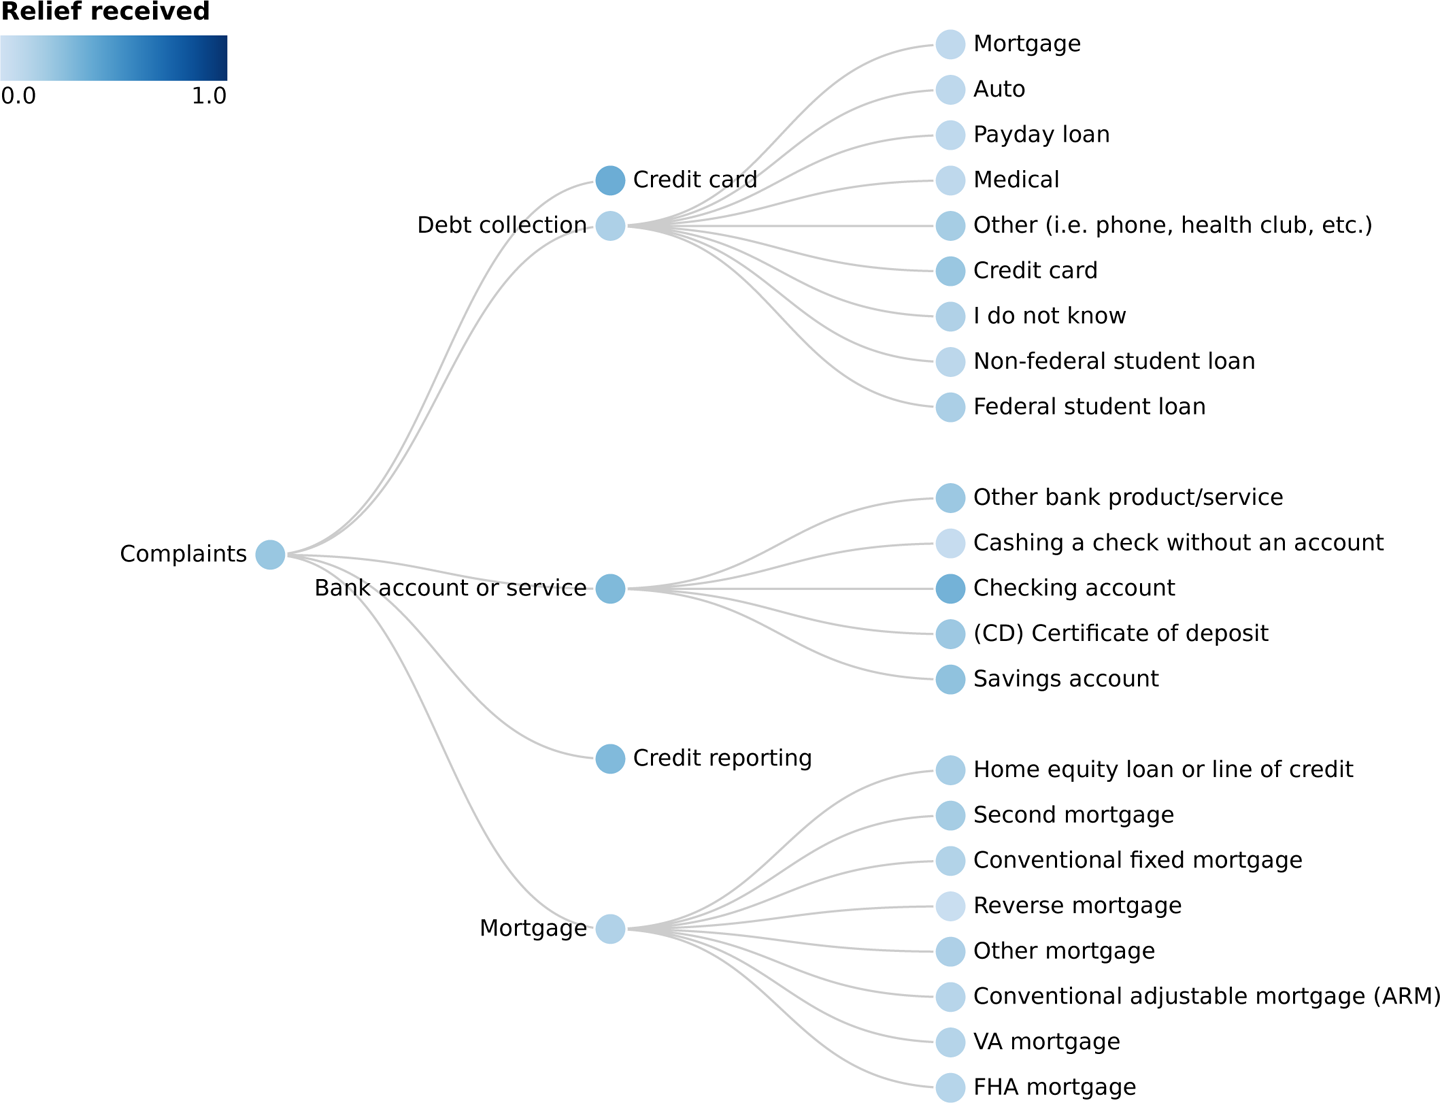 Relief received
0.0 1.0
Mortgage
Auto
Payday loan
Medical
Credit card
Debt collection
Other (i.e. phone, health club, etc.)
Credit card
I do not know
Non-federal student loan
Federal student loan
Other bank product/service
Cashing a check without an account
Complaints
Bank account or service
Checking account
(CD) Certificate of deposit
Savings account
Credit reporting
Home equity loan or line of credit
Second mortgage
Conventional fixed mortgage
Reverse mortgage
Mortgage
Other mortgage
Conventional adjustable mortgage (ARM)
VA mortgage
FHA mortgage